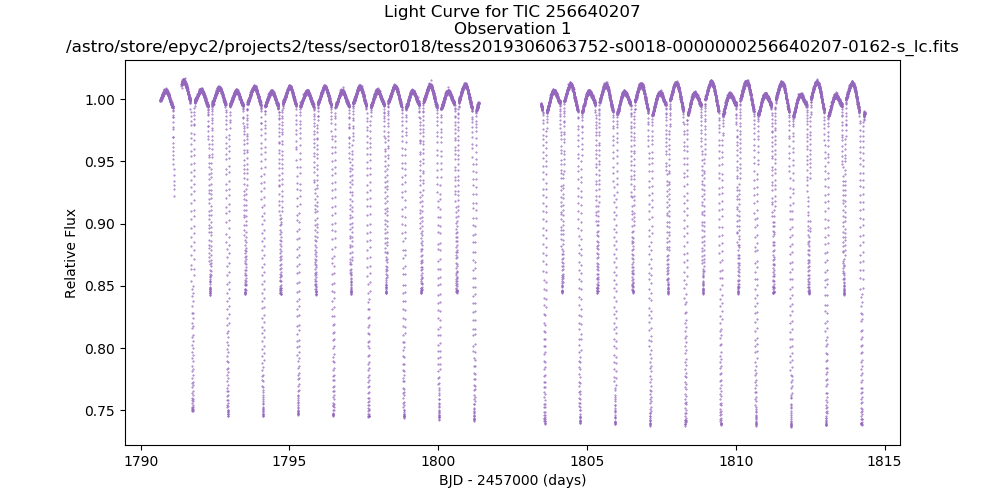 Light Curve for TIC 256640207
Observation 1
/astro/store/epyc2/projects2/tess/sector018/tess2019306063752-s0018-0000000256640207-0162-s_lc.fits
1.00
0.95
0.90
0.85
0.80
0.75
Relative Flux
1790
1795
1800
1805
1810
1815
BJD - 2457000 (days)